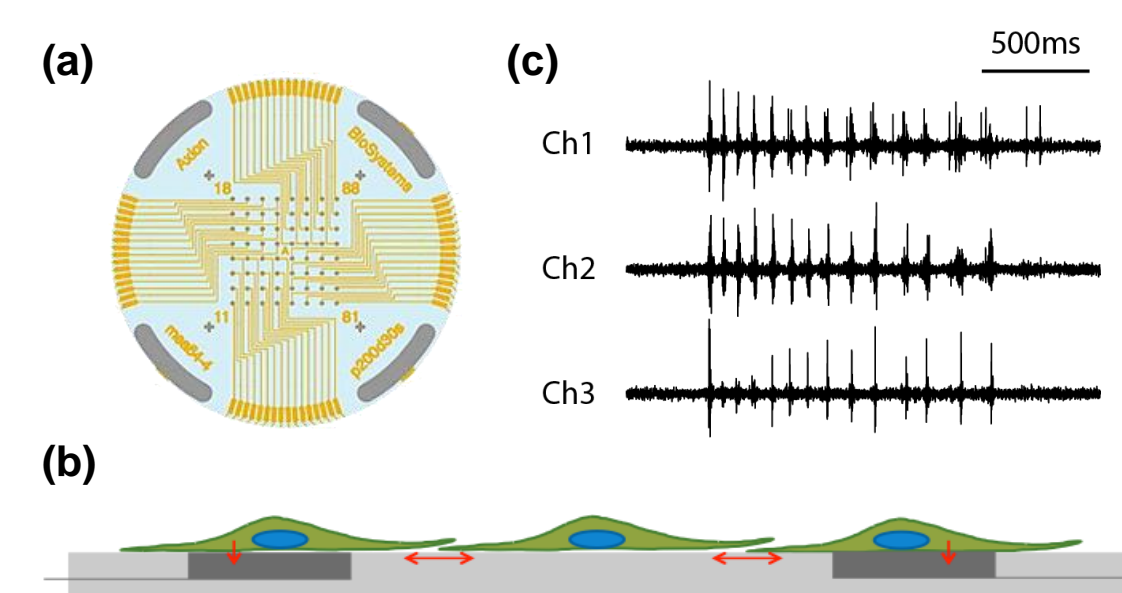 (a)
Axion
BioSystems
18
88
A
11
81
mea64-4
p200d30s
(c)
500ms
Ch1
Ch2
Ch3
(b)